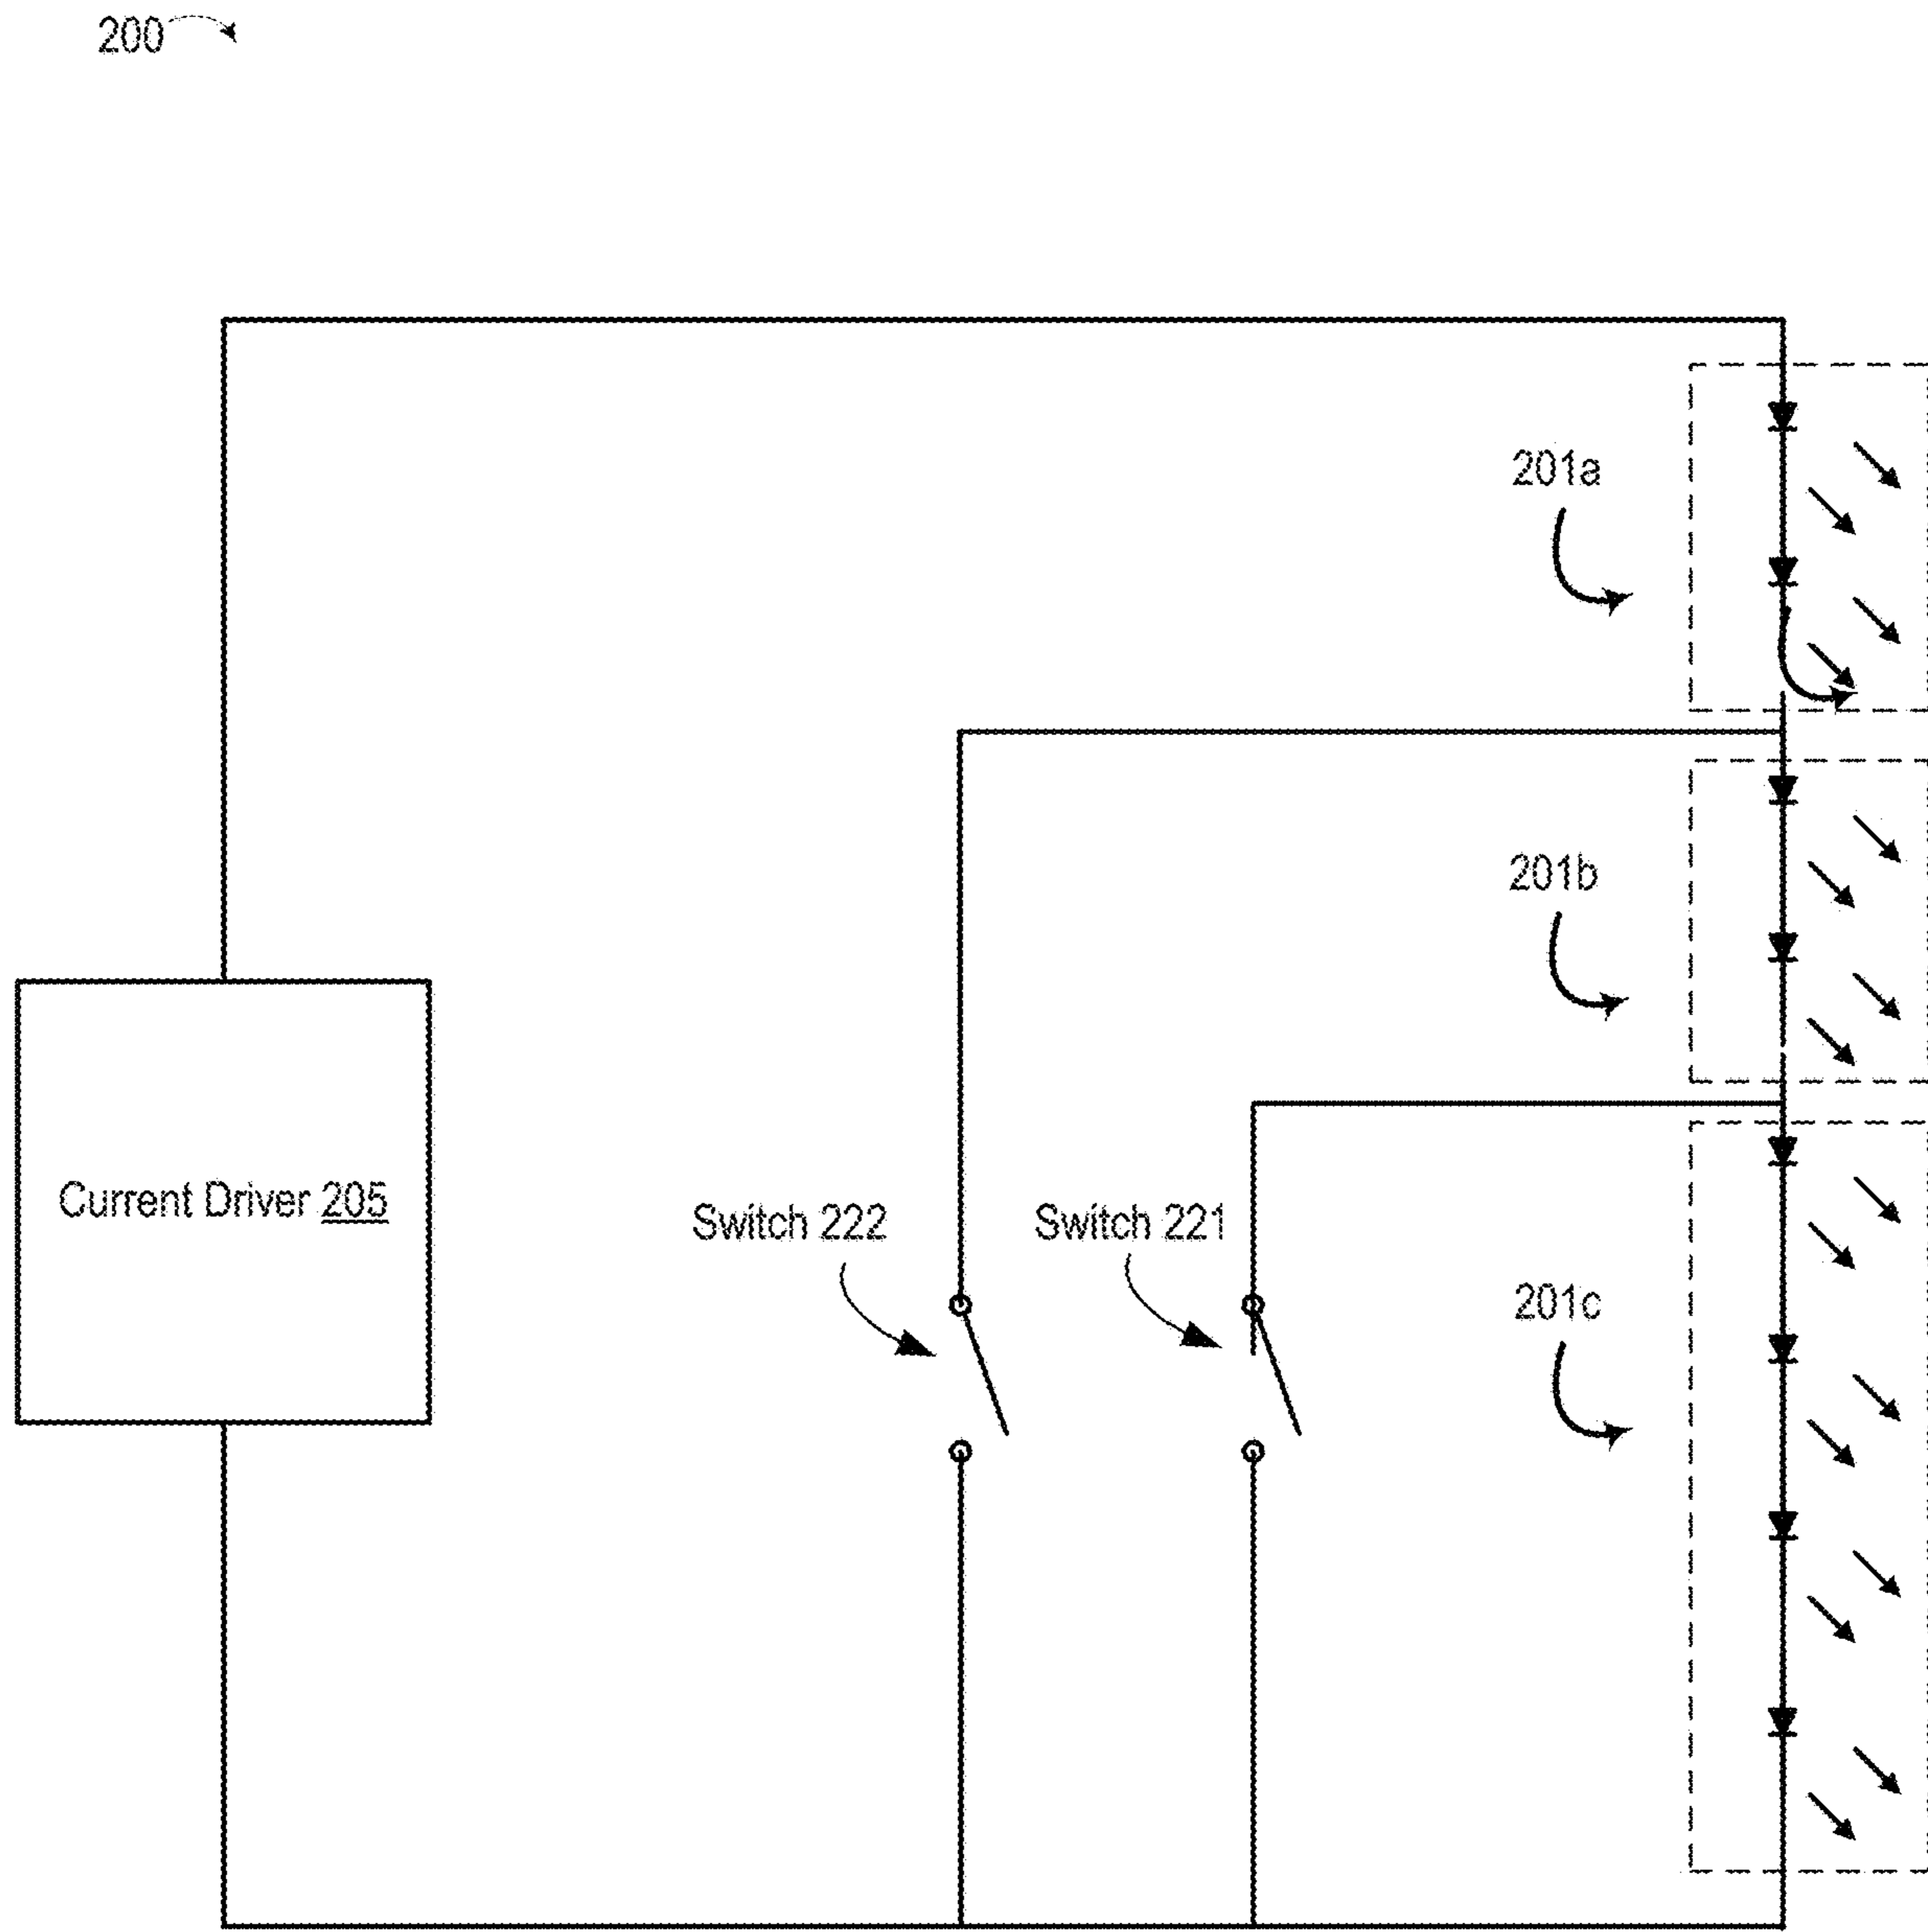 200
201a
201b
Current Driver 205
Switch 222
Switch 221
201c